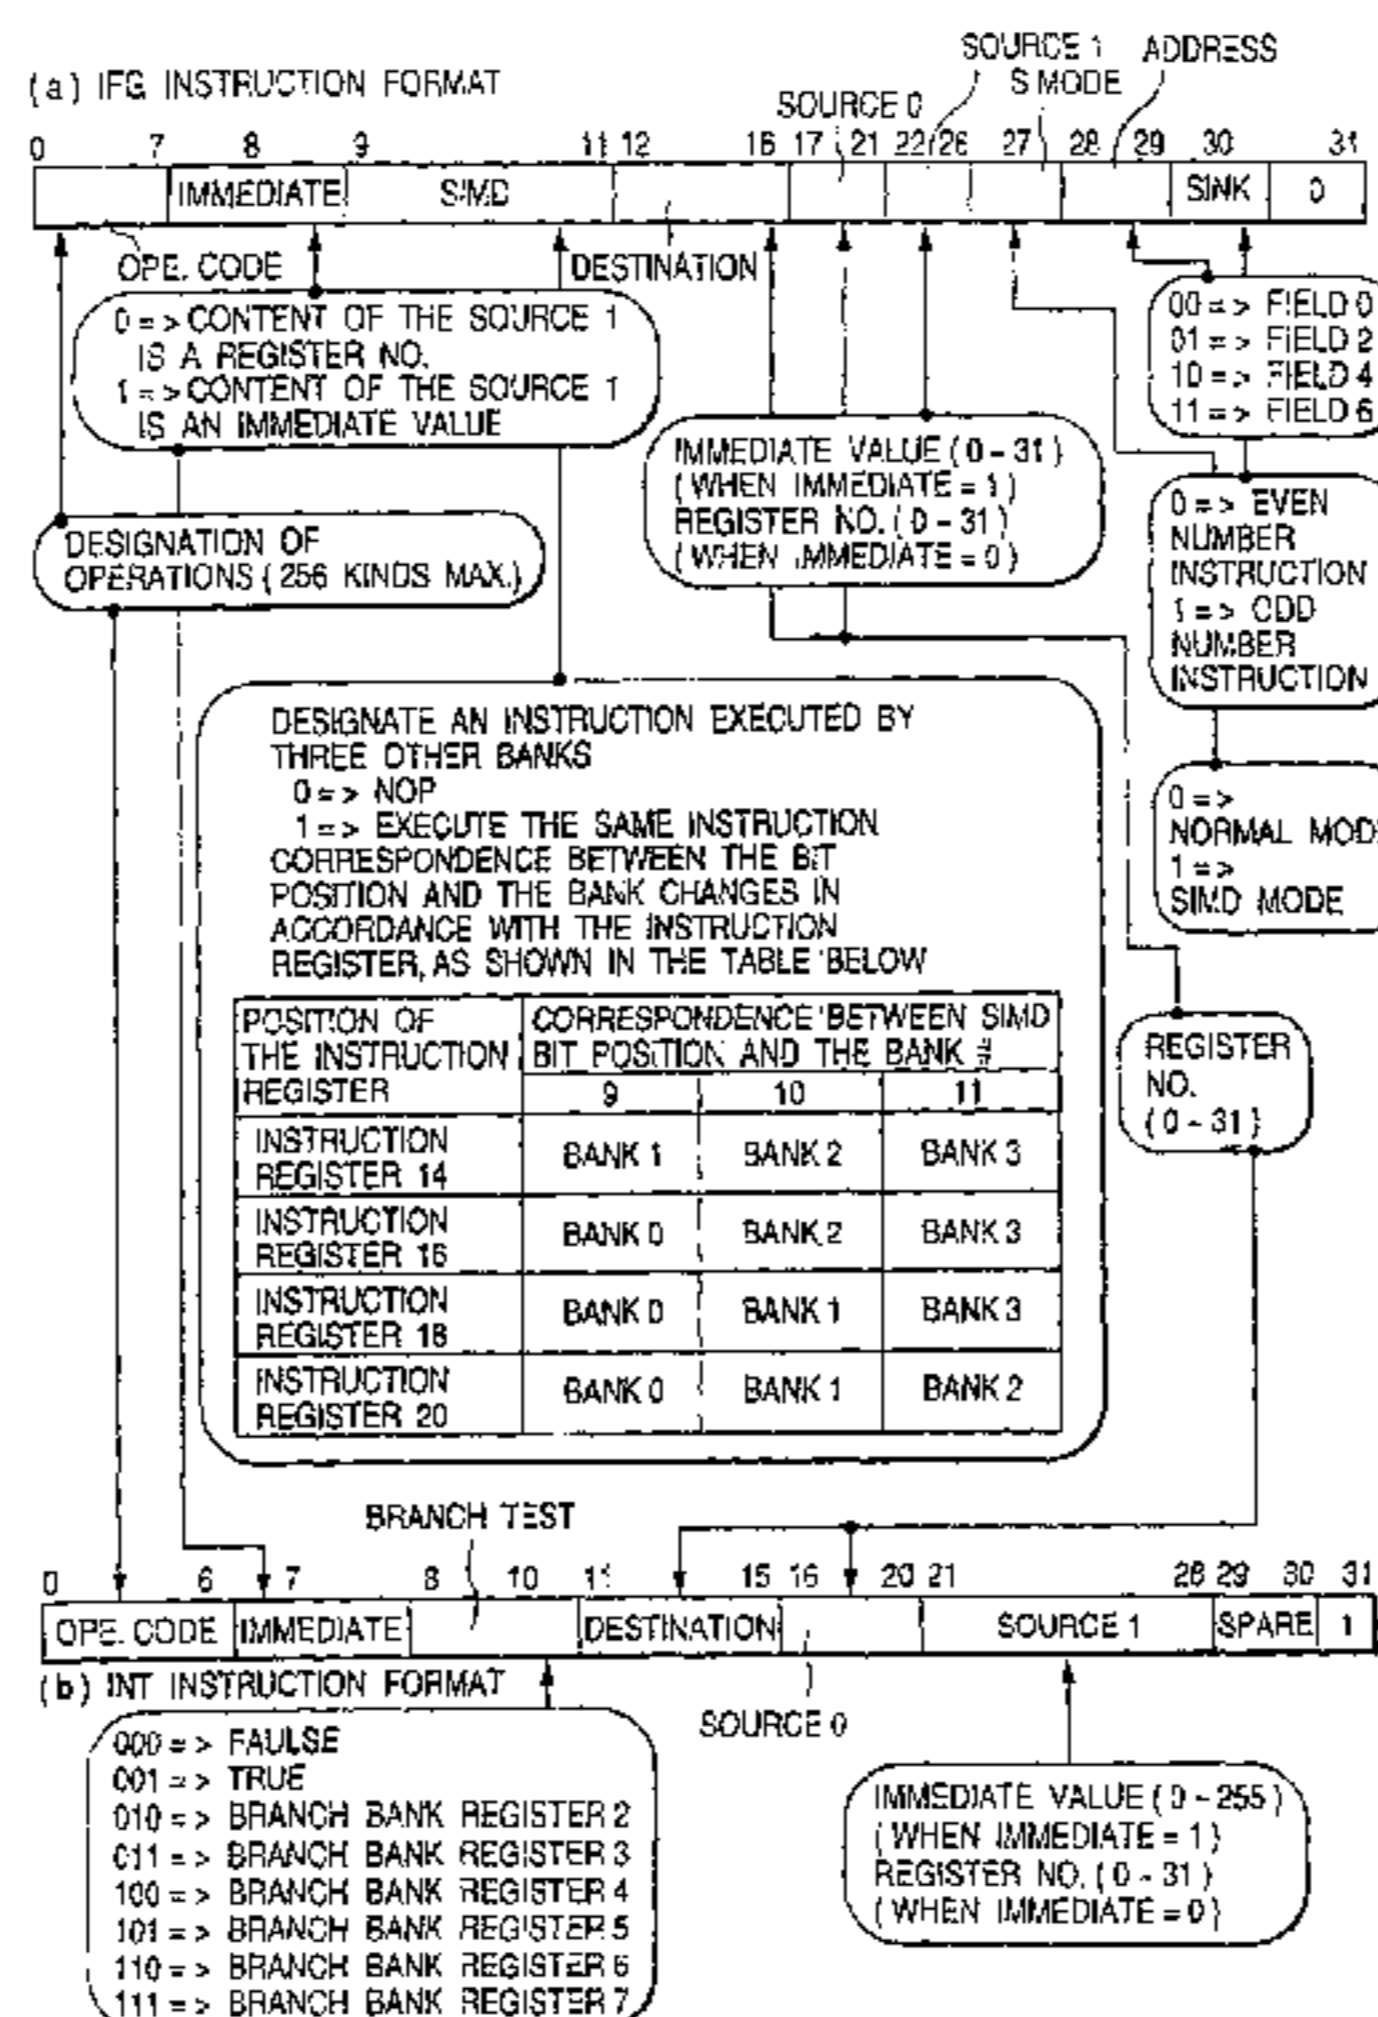 (a) IFG INSTRUCTION FORMAT
SOURCE 0
SOURCE 1
S MODE
ADDRESS
0 7 8 9 11 12 16 17 21 22 26 27 28 29 30 31
IMMEDIATE SIMD SINK 0
OPE. CODE
DESTINATION
0 = > CONTENT OF THE SOURCE 1
IS A REGISTER NO.
1 = > CONTENT OF THE SOURCE 1
IS AN IMMEDIATE VALUE
00 = > FIELD 0
01 = > FIELD 2
10 = > FIELD 4
11 = > FIELD 6
IMMEDIATE VALUE ( 0 - 31 )
( WHEN IMMEDIATE = 1 )
REGISTER NO. ( 0 - 31 )
( WHEN IMMEDIATE = 0 )
DESIGNATION OF
OPERATIONS ( 256 KINDS MAX. )
0 = > EVEN
NUMBER
INSTRUCTION
1 = > ODD
NUMBER
INSTRUCTION
DESIGNATE AN INSTRUCTION EXECUTED BY
THREE OTHER BANKS
0 = > NOP
1 = > EXECUTE THE SAME INSTRUCTION
CORRESPONDENCE BETWEEN THE BIT
POSITION AND THE BANK CHANGES IN
ACCORDANCE WITH THE INSTRUCTION
REGISTER, AS SHOWN IN THE TABLE BELOW
0 = >
NORMAL MOD
1 = >
SIMD MODE
POSITION OF
THE INSTRUCTION
REGISTER
CORRESPONDENCE BETWEEN SIMD
BIT POSITION AND THE BANK #
9 10 11
INSTRUCTION
REGISTER 14
BANK 1 BANK 2 BANK 3
INSTRUCTION
REGISTER 16
BANK 0 BANK 2 BANK 3
INSTRUCTION
REGISTER 18
BANK 0 BANK 1 BANK 3
INSTRUCTION
REGISTER 20
BANK 0 BANK 1 BANK 2
REGISTER
NO.
( 0 - 31 )
BRANCH TEST
0 6 7 8 10 11 15 16 20 21 28 29 30 31
OPE. CODE IMMEDIATE DESTINATION SOURCE 1 SPARE 1
(b) INT INSTRUCTION FORMAT
SOURCE 0
000 = > FAULSE
001 = > TRUE
010 = > BRANCH BANK REGISTER 2
011 = > BRANCH BANK REGISTER 3
100 = > BRANCH BANK REGISTER 4
101 = > BRANCH BANK REGISTER 5
110 = > BRANCH BANK REGISTER 6
111 = > BRANCH BANK REGISTER 7
IMMEDIATE VALUE ( 0 - 255 )
( WHEN IMMEDIATE = 1 )
REGISTER NO. ( 0 - 31 )
( WHEN IMMEDIATE = 0 )